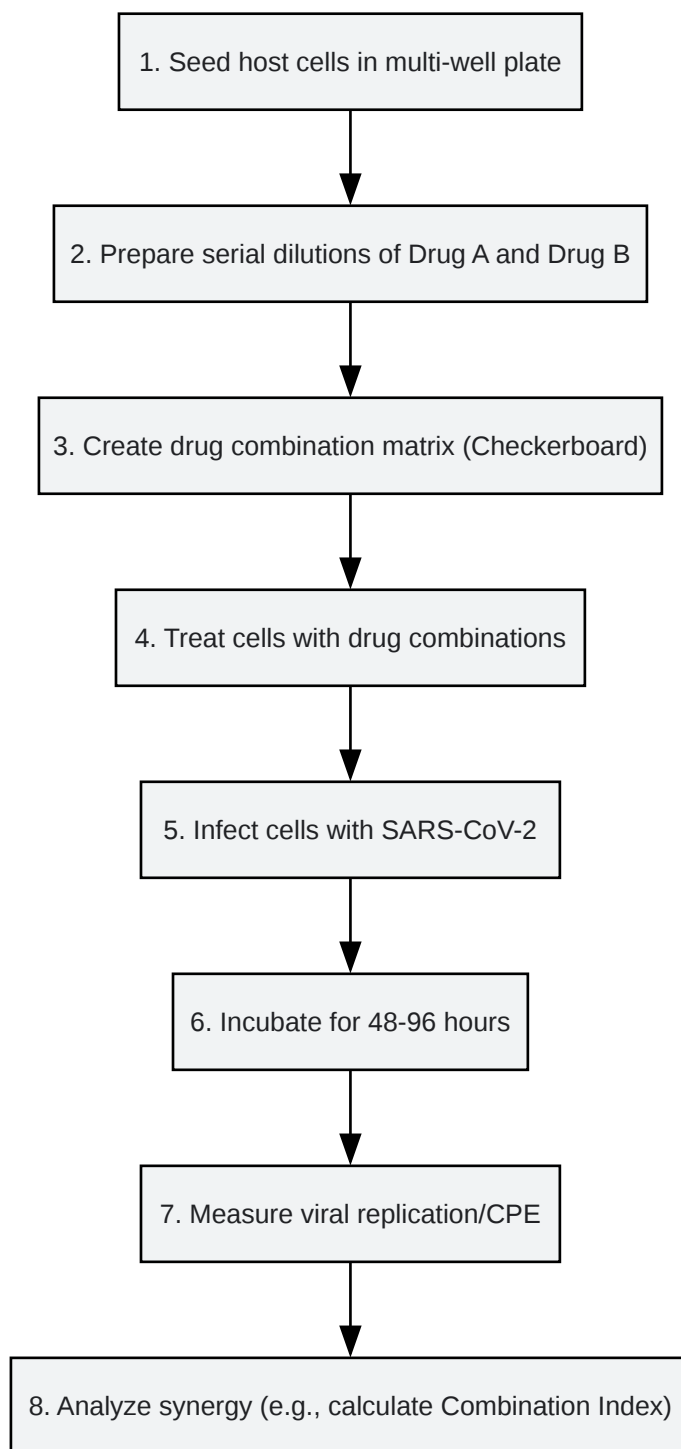 1. Seed host cells in multi-well plate
2. Prepare serial dilutions of Drug A and Drug B
3. Create drug combination matrix (Checkerboard)
4. Treat cells with drug combinations
5. Infect cells with SARS-CoV-2
6. Incubate for 48-96 hours
7. Measure viral replication/CPE
8. Analyze synergy (e.g., calculate Combination Index)